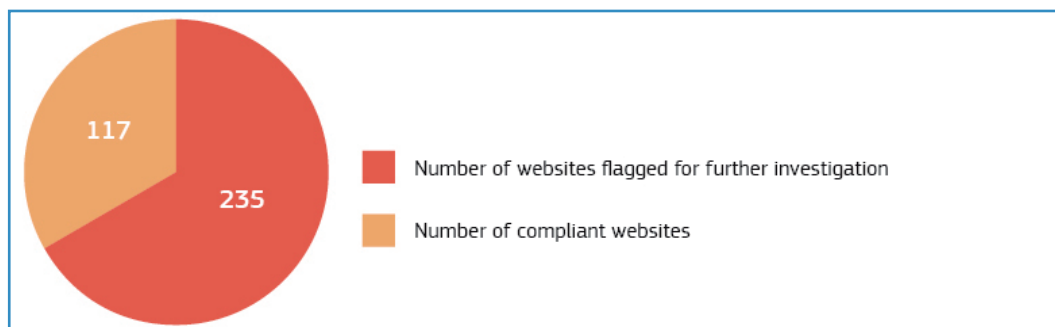 117
235
Number of websites flagged for further investigation
Number of compliant websites